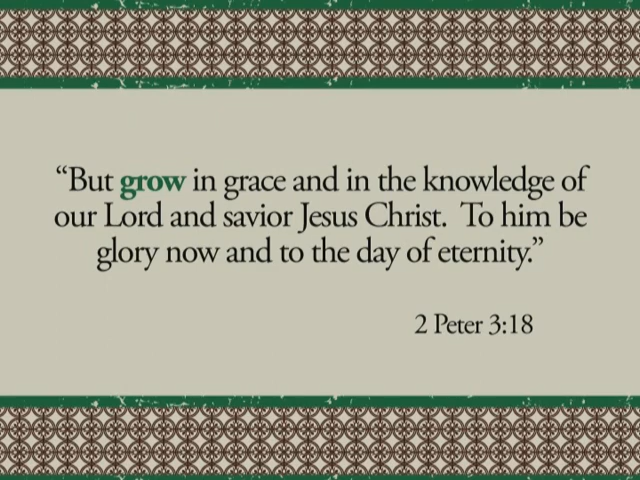 “But grow in grace and in the knowledge of
our Lord and savior Jesus Christ.  To him be
glory now and to the day of eternity.”
2 Peter 3:18